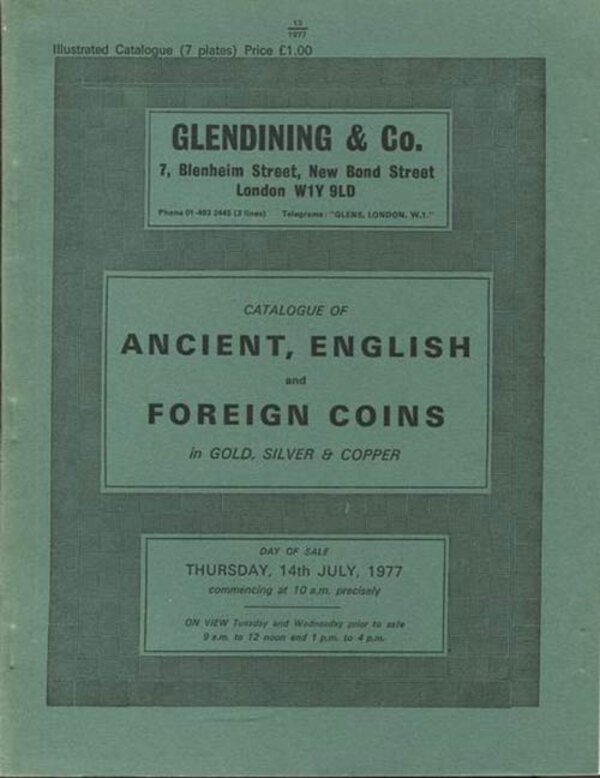 13
1977
Illustrated Catalogue (7 plates) Price £1.00
GLENDINING & Co.
7, Blenheim Street, New Bond Street
London W1Y 9LD
Phone 01-493 2445 (2 lines) Telegrams: "GLENS, LONDON, W.1."
CATALOGUE OF
ANCIENT, ENGLISH
and
FOREIGN COINS
in GOLD, SILVER & COPPER
DAY OF SALE
THURSDAY, 14th JULY, 1977
commencing at 10 a.m. precisely
ON VIEW Tuesday and Wednesday prior to sale
9 a.m. to 12 noon and 1 p.m. to 4 p.m.